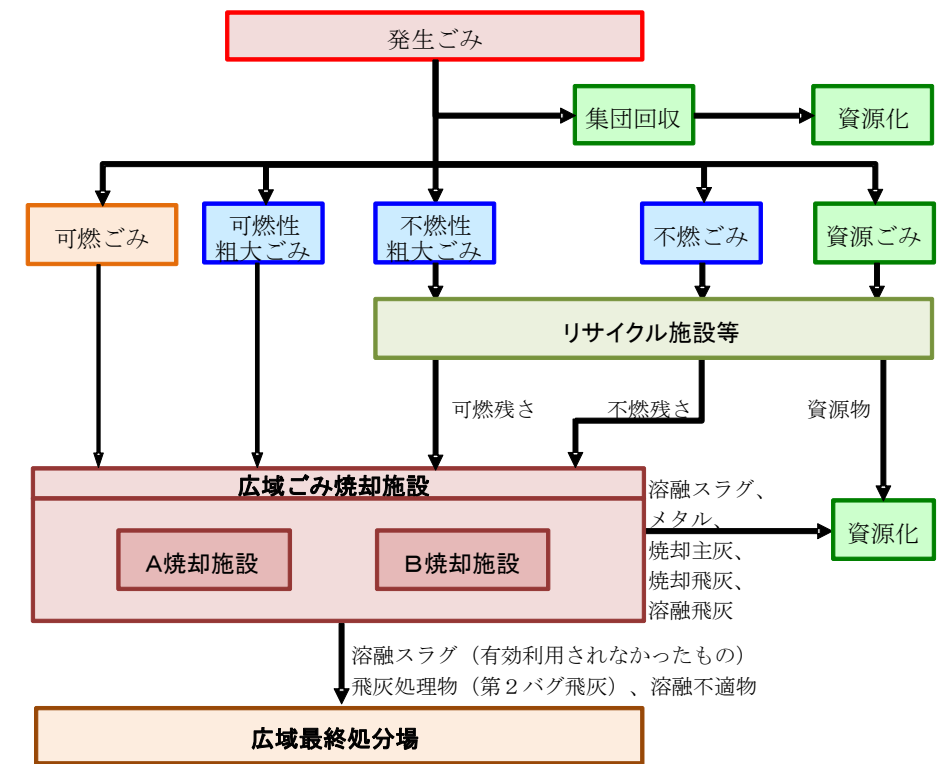 発生ごみ
集団回収
資源化
可燃ごみ
可燃性
粗大ごみ
不燃性
粗大ごみ
不燃ごみ
資源ごみ
リサイクル施設等
可燃残さ
不燃残さ
資源物
広域ごみ焼却施設
A焼却施設
B焼却施設
溶融スラグ、
メタル、
焼却主灰、
焼却飛灰、
溶融飛灰
資源化
溶融スラグ（有効利用されなかったもの）
飛灰処理物（第２バグ飛灰）、溶融不適物
広域最終処分場